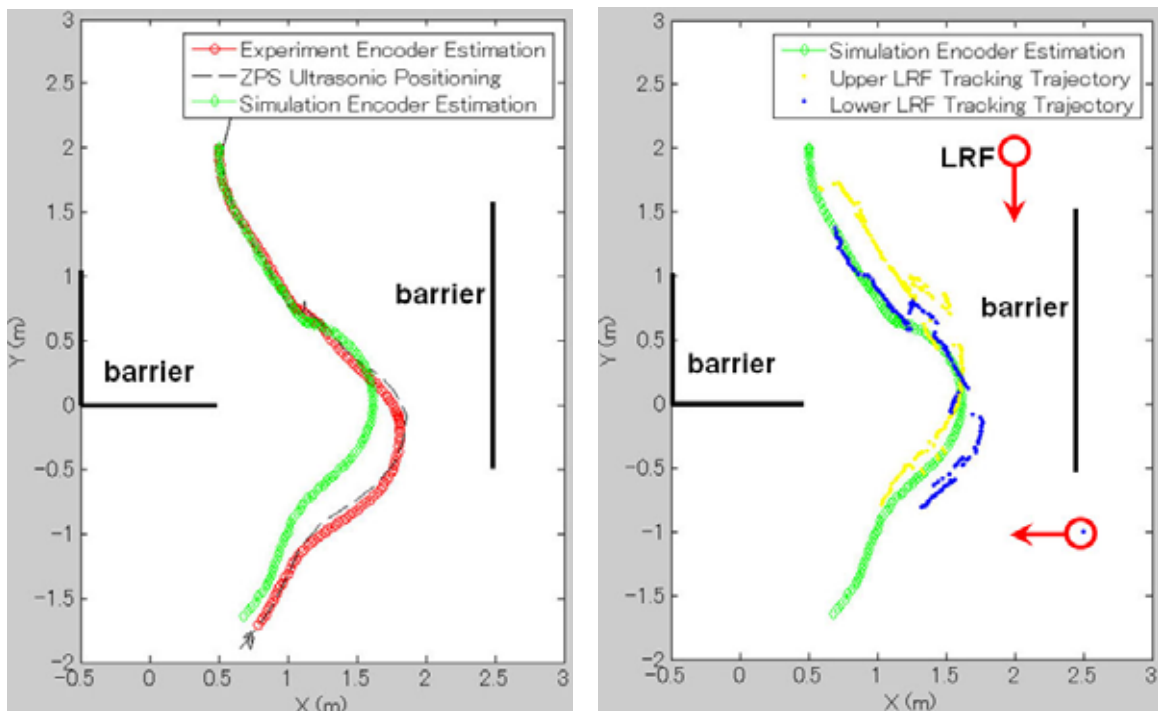 3
Experiment Encoder Estimation
ZPS Ultrasonic Positioning
Simulation Encoder Estimation
2.5
2
1.5
1
0.5
0
-0.5
-1
-1.5
-2
Y (m)
barrier
barrier
-0.5 0 0.5 1 1.5 2 2.5 3
X (m)
3
Simulation Encoder Estimation
Upper LRF Tracking Trajectory
Lower LRF Tracking Trajectory
2.5
2
1.5
1
0.5
0
-0.5
-1
-1.5
-2
Y (m)
LRF
barrier
barrier
-0.5 0 0.5 1 1.5 2 2.5 3
X (m)